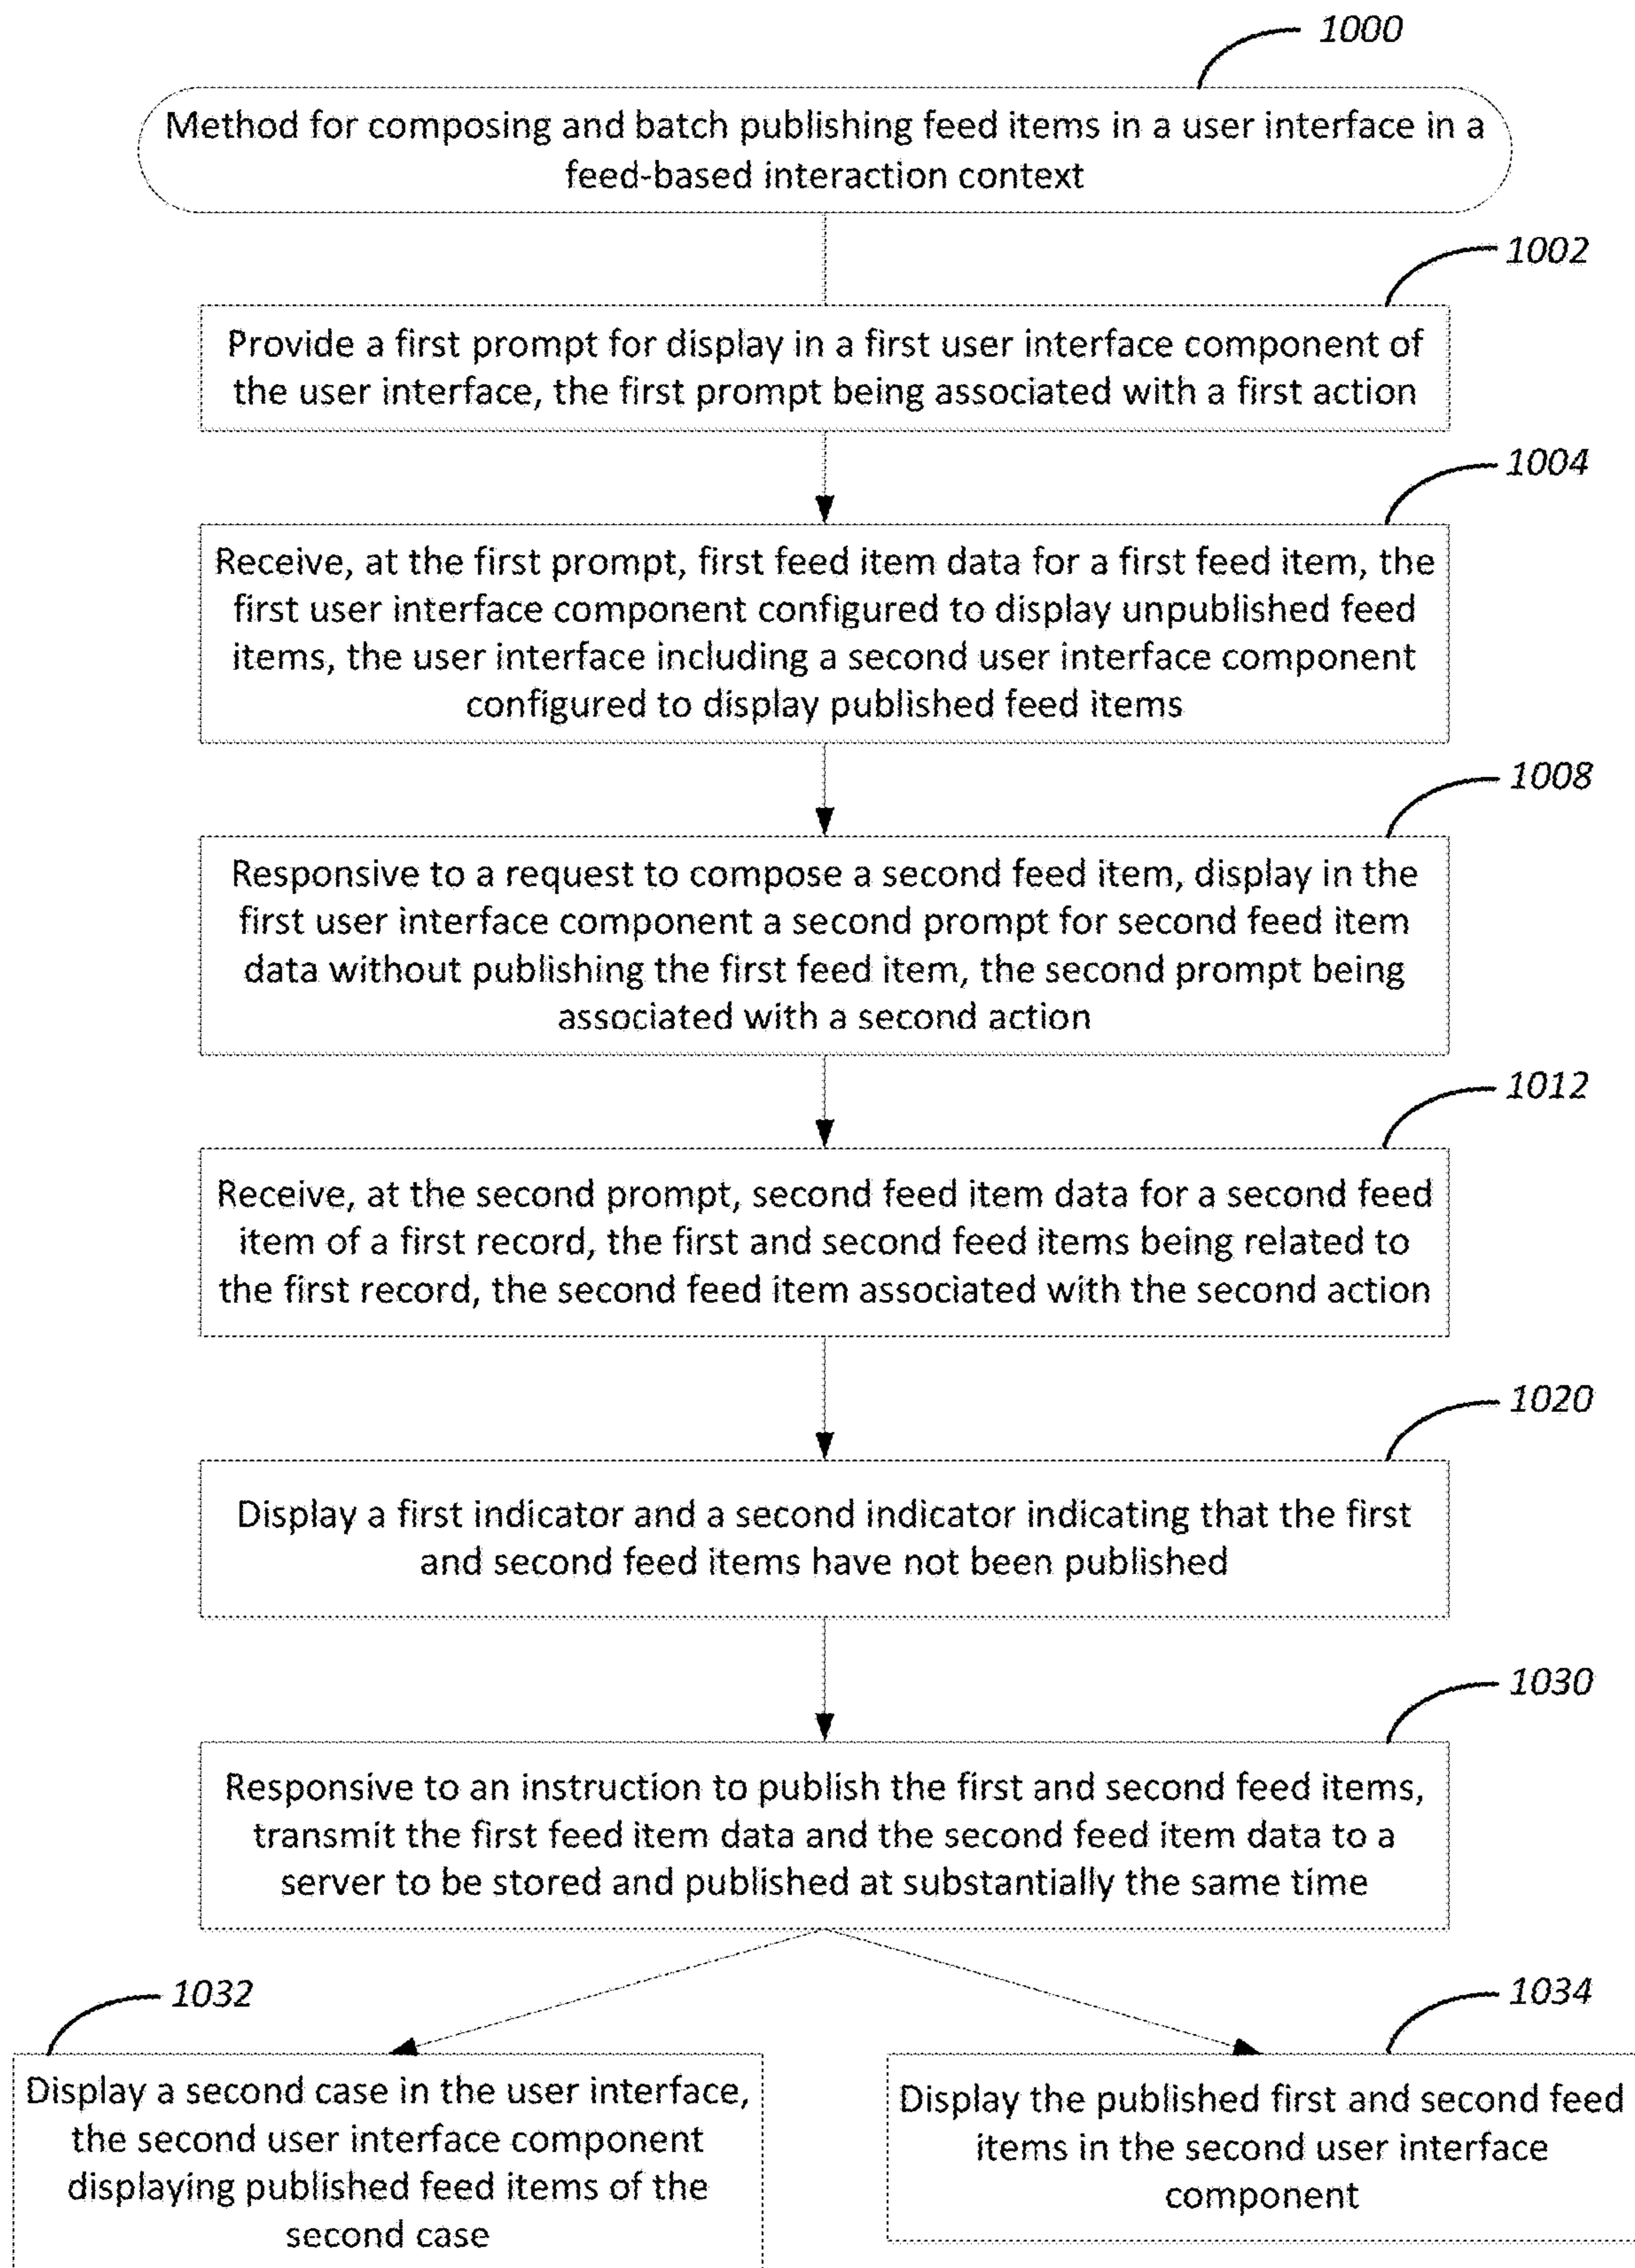 1000
Method for composing and batch publishing feed items in a user interface in a
feed-based interaction context
1002
Provide a first prompt for display in a first user interface component of
the user interface, the first prompt being associated with a first action
1004
Receive, at the first prompt, first feed item data for a first feed item, the
first user interface component configured to display unpublished feed
items, the user interface including a second user interface component
configured to display published feed items
1008
Responsive to a request to compose a second feed item, display in the
first user interface component a second prompt for second feed item
data without publishing the first feed item, the second prompt being
associated with a second action
1012
Receive, at the second prompt, second feed item data for a second feed
item of a first record, the first and second feed items being related to
the first record, the second feed item associated with the second action
1020
Display a first indicator and a second indicator indicating that the first
and second feed items have not been published
1030
Responsive to an instruction to publish the first and second feed items,
transmit the first feed item data and the second feed item data to a
server to be stored and published at substantially the same time
1032
Display a second case in the user interface,
the second user interface component
displaying published feed items of the
second case
1034
Display the published first and second feed
items in the second user interface
component